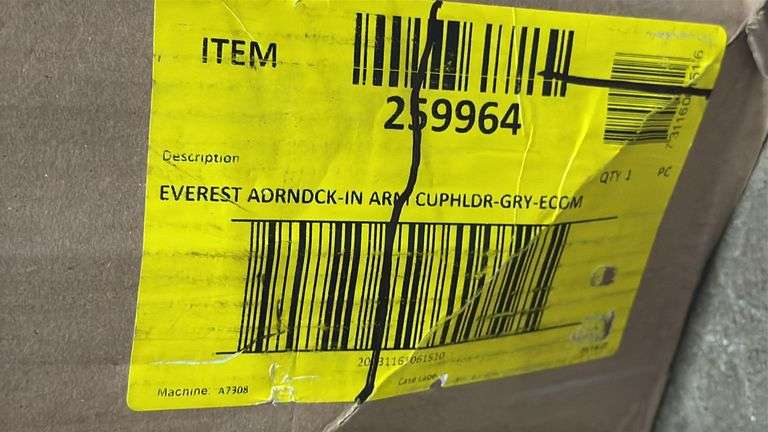 ITEM
259964
Description
QTY 1 PC
EVEREST ADRNDCK-IN ARM CUPHLDR-GRY-ECOM
Machine: A7308